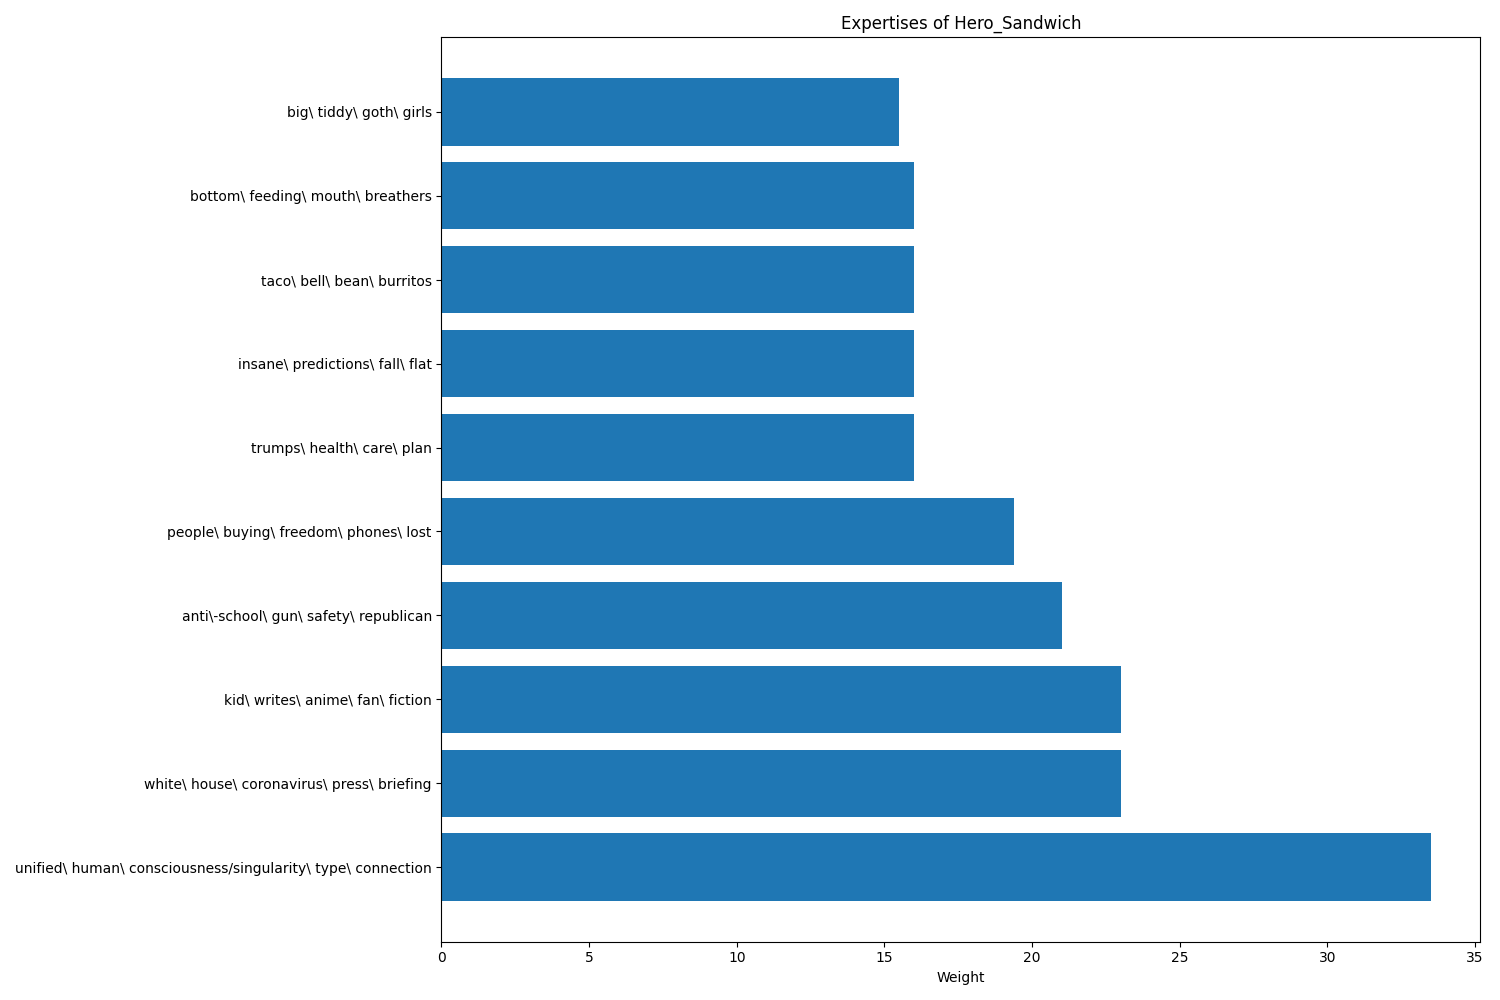 Expertises of Hero_Sandwich
big\ tiddy\ goth\ girls
bottom\ feeding\ mouth\ breathers
taco\ bell\ bean\ burritos
insane\ predictions\ fall\ flat
trumps\ health\ care\ plan
people\ buying\ freedom\ phones\ lost
anti\-school\ gun\ safety\ republican
kid\ writes\ anime\ fan\ fiction
white\ house\ coronavirus\ press\ briefing
unified\ human\ consciousness/singularity\ type\ connection
0 5 10 15 20 25 30 35
Weight